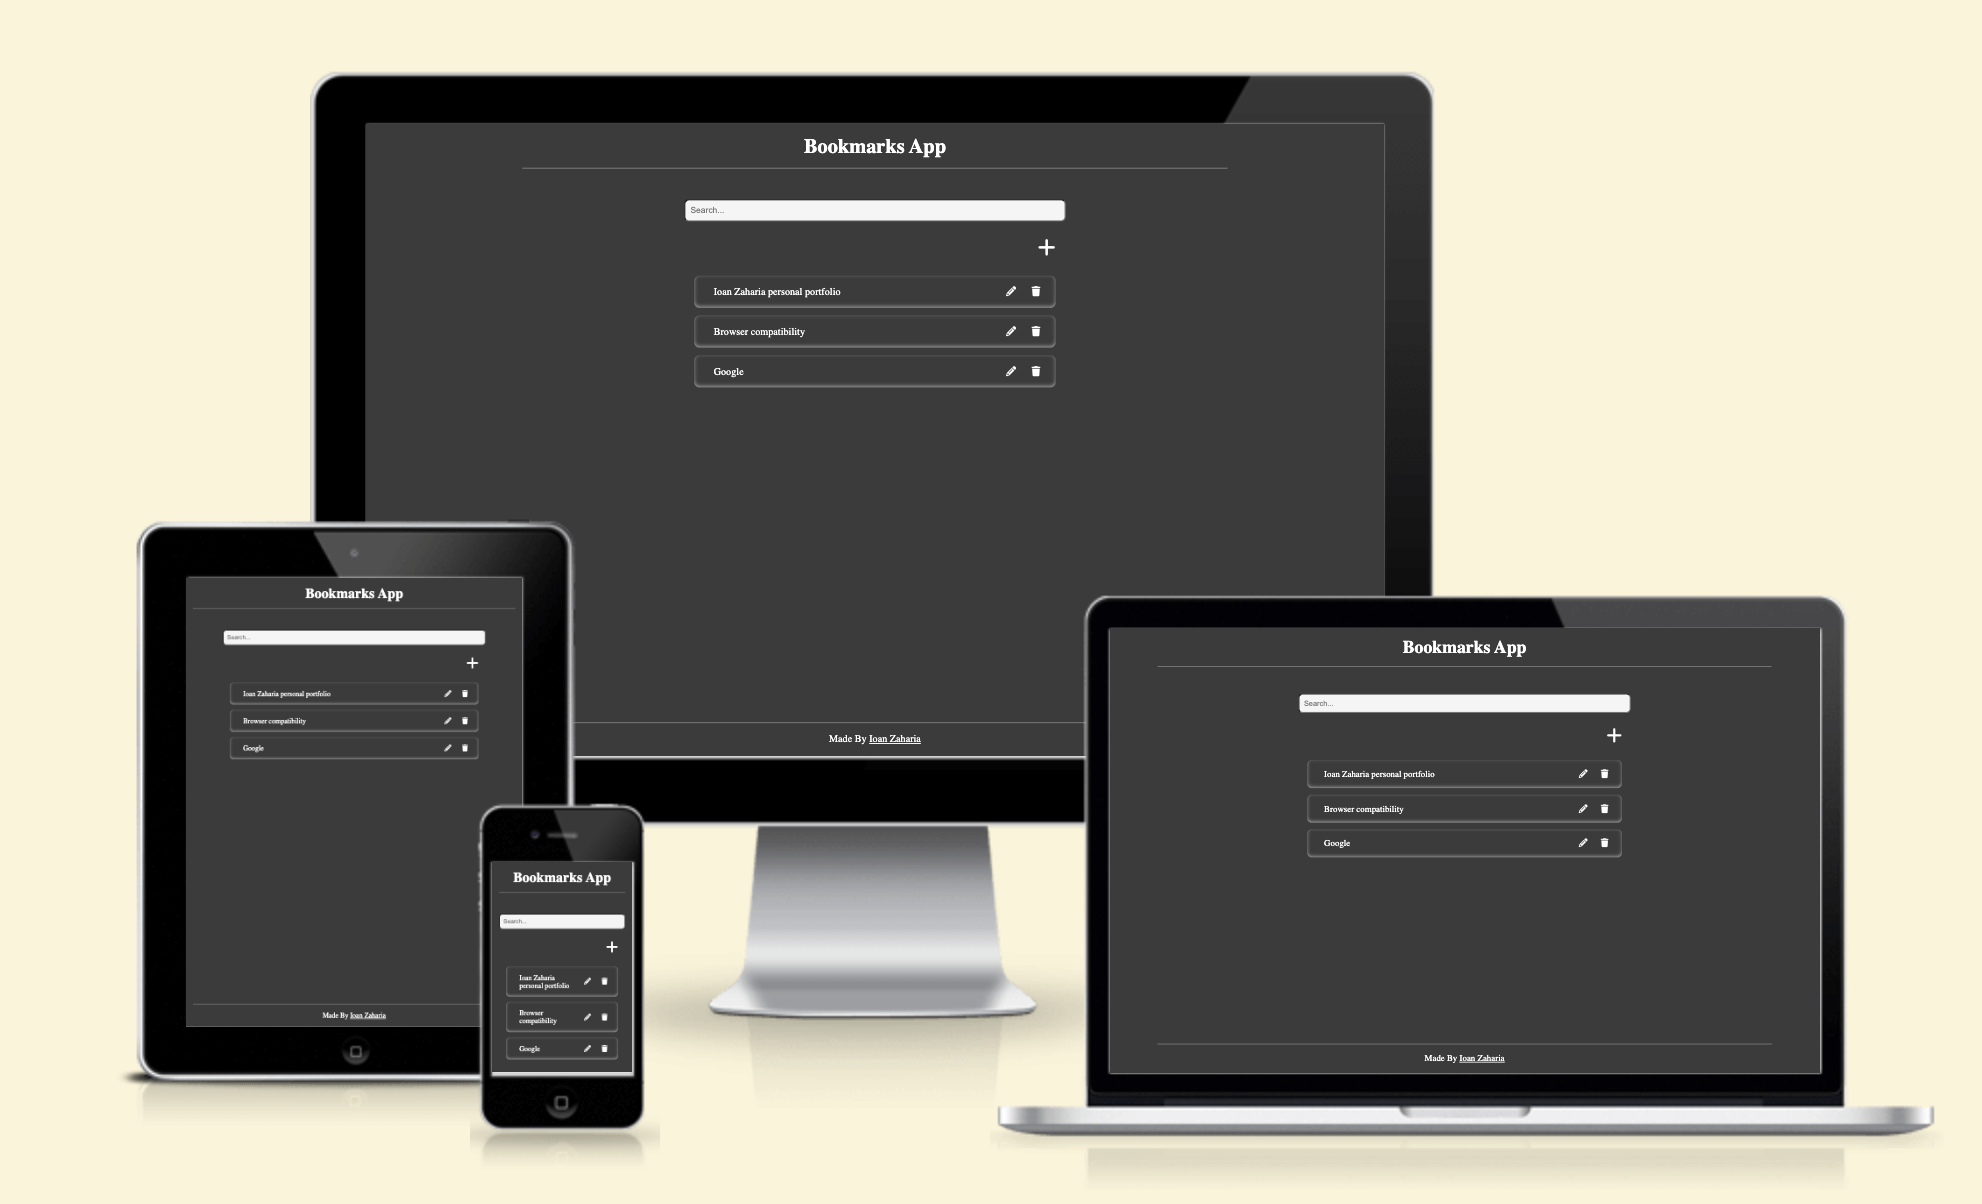 Bookmarks App
Search...
Ioan Zaharia personal portfolio
Browser compatibility
Google
Made By Ioan Zaharia
Bookmarks App
Search...
Ioan Zaharia personal portfolio
Browser compatibility
Google
Made By Ioan Zaharia
Bookmarks App
Search...
Ioan Zaharia
personal portfolio
Browser
compatibility
Google
Bookmarks App
Search...
Ioan Zaharia personal portfolio
Browser compatibility
Google
Made By Ioan Zaharia